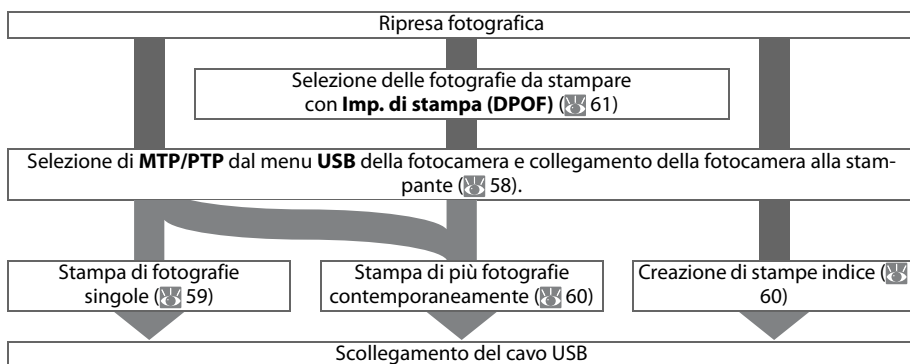 Ripresa fotografica
Selezione delle fotografie da stampare
con Imp. di stampa (DPOF) ( 61)
Selezione di MTP/PTP dal menu USB della fotocamera e collegamento della fotocamera alla stam-
pante ( 58).
Stampa di fotografie
singole ( 59)
Stampa di più fotografie
contemporaneamente ( 60)
Creazione di stampe indice (
60)
Scollegamento del cavo USB